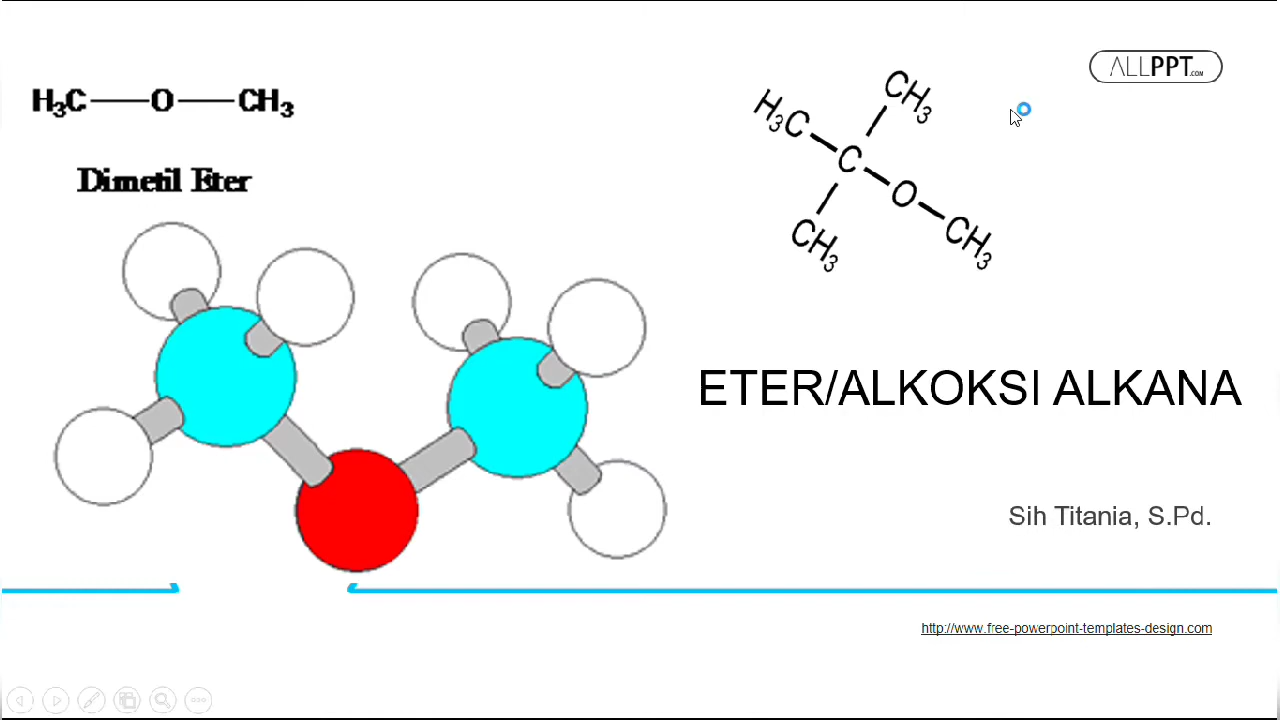 H3C—O—CH3
Dimetil Eter
ALLPPT.COM
H3C
CH3
C
O
CH3
CH3
ETER/ALKOKSI ALKANA
Sih Titania, S.Pd.
http://www.free-powerpoint-templates-design.com